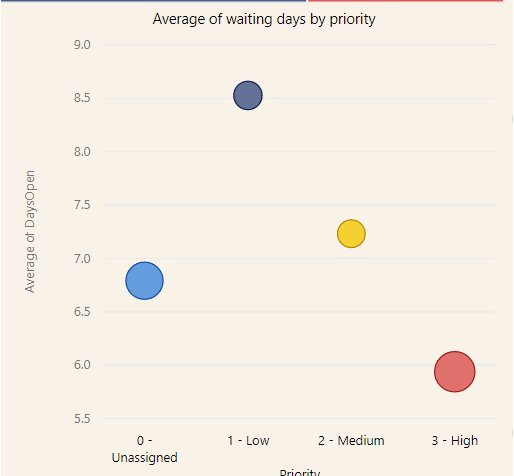 Average of waiting days by priority
9.0
8.5
8.0
7.5
7.0
6.5
6.0
5.5
Average of DaysOpen
0 -
Unassigned
1 - Low
2 - Medium
3 - High
Priority